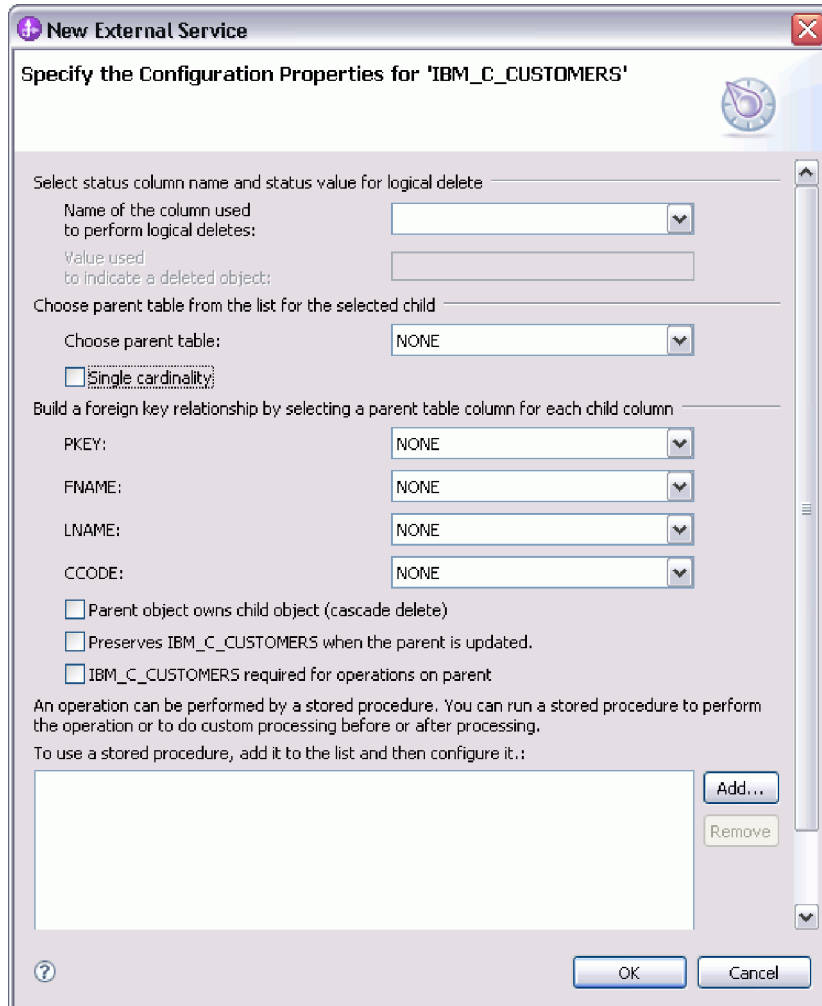 New External Service
Specify the Configuration Properties for 'IBM_C_CUSTOMERS'
Select status column name and status value for logical delete
Name of the column used
to perform logical deletes:
Value used
to indicate a deleted object:
Choose parent table from the list for the selected child
Choose parent table: NONE
Single cardinality
Build a foreign key relationship by selecting a parent table column for each child column
PKEY: NONE
FNAME: NONE
LNAME: NONE
CCODE: NONE
Parent object owns child object (cascade delete)
Preserves IBM_C_CUSTOMERS when the parent is updated.
IBM_C_CUSTOMERS required for operations on parent
An operation can be performed by a stored procedure. You can run a stored procedure to perform
the operation or to do custom processing before or after processing.
To use a stored procedure, add it to the list and then configure it.:
Add...
Remove
?
OK Cancel